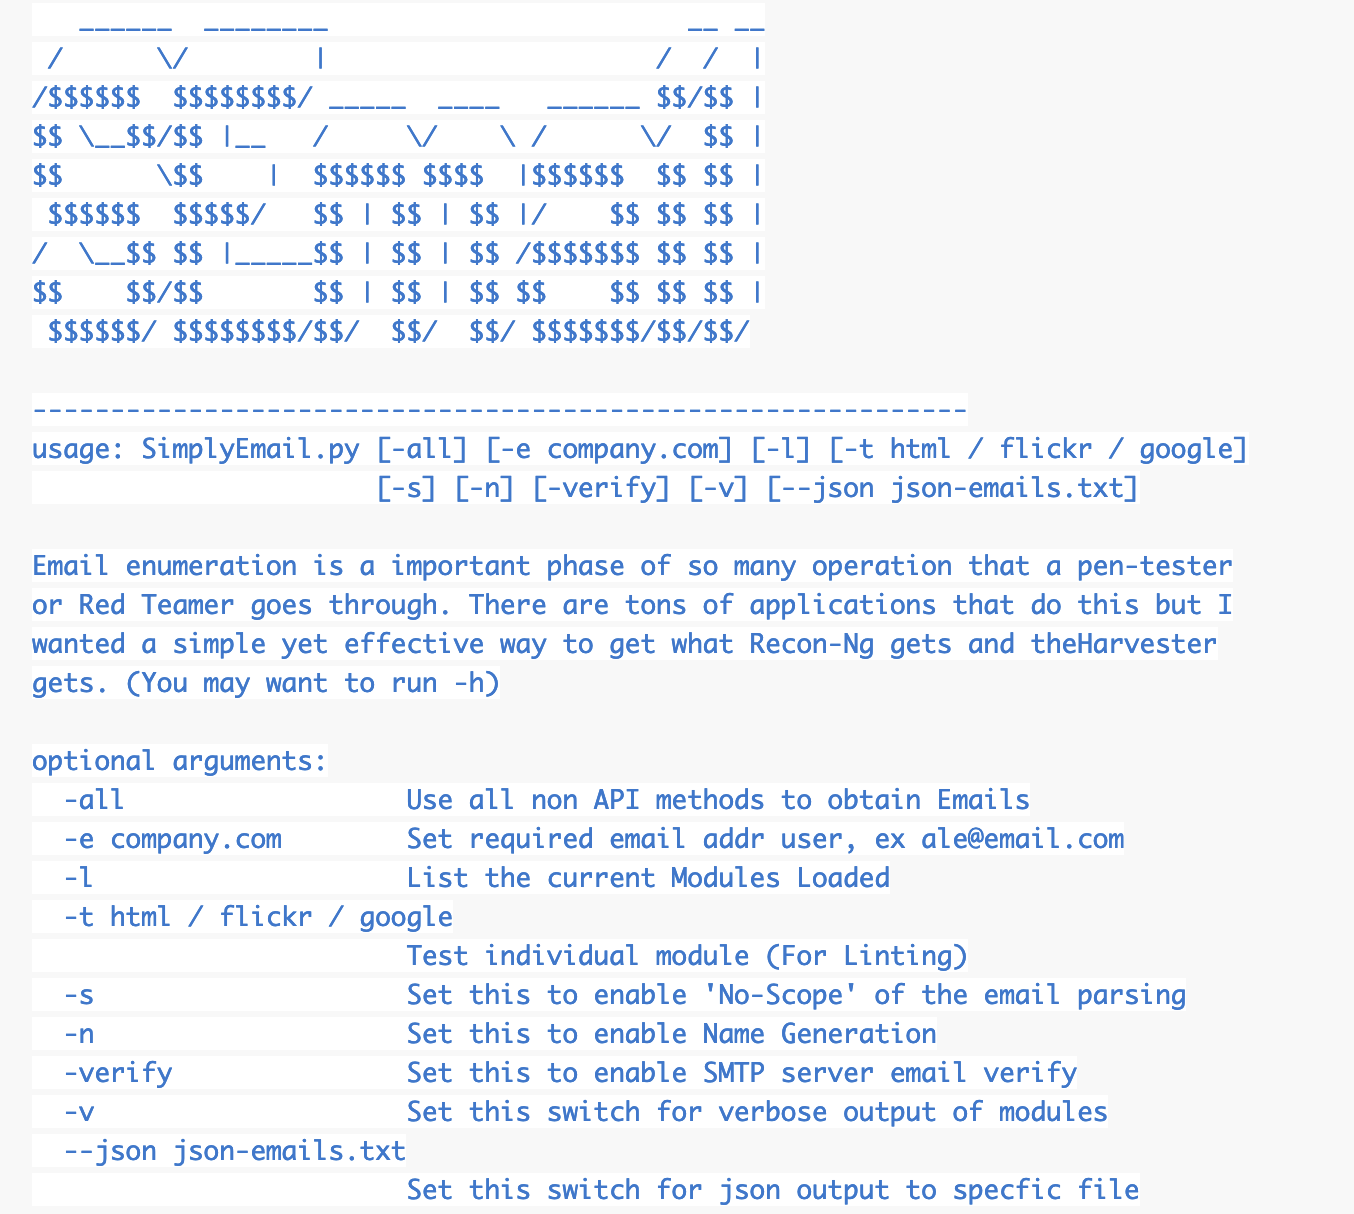 ______  ________                       __ __
 /      \/        |                     /  /  |
/$$$$$$  $$$$$$$$/ _____  ____   ______ $$/$$ |
$$ \__$$/$$ |__   /     \/    \ /      \/  $$ |
$$      \$$    |  $$$$$$ $$$$  |$$$$$$  $$ $$ |
 $$$$$$  $$$$$/   $$ | $$ | $$ |/    $$ $$ $$ |
/  \__$$ $$ |_____$$ | $$ | $$ /$$$$$$$ $$ $$ |
$$    $$/$$       $$ | $$ | $$ $$    $$ $$ $$ |
 $$$$$$/ $$$$$$$$/$$/  $$/  $$/ $$$$$$$/$$/$$/

------------------------------------------------------------
usage: SimplyEmail.py [-all] [-e company.com] [-l] [-t html / flickr / google]
                      [-s] [-n] [-verify] [-v] [--json json-emails.txt]

Email enumeration is a important phase of so many operation that a pen-tester
or Red Teamer goes through. There are tons of applications that do this but I
wanted a simple yet effective way to get what Recon-Ng gets and theHarvester
gets. (You may want to run -h)

optional arguments:
  -all                  Use all non API methods to obtain Emails
  -e company.com        Set required email addr user, ex ale@email.com
  -l                    List the current Modules Loaded
  -t html / flickr / google
                        Test individual module (For Linting)
  -s                    Set this to enable 'No-Scope' of the email parsing
  -n                    Set this to enable Name Generation
  -verify               Set this to enable SMTP server email verify
  -v                    Set this switch for verbose output of modules
  --json json-emails.txt
                        Set this switch for json output to specfic file